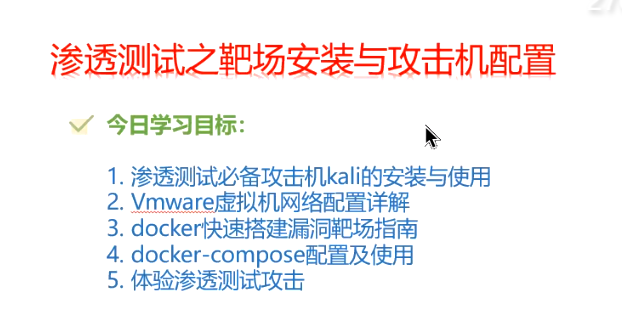 渗透测试之靶场安装与攻击机配置
今日学习目标：
1. 渗透测试必备攻击机kali的安装与使用
2. Vmware虚拟机网络配置详解
3. docker快速搭建漏洞靶场指南
4. docker-compose配置及使用
5. 体验渗透测试攻击